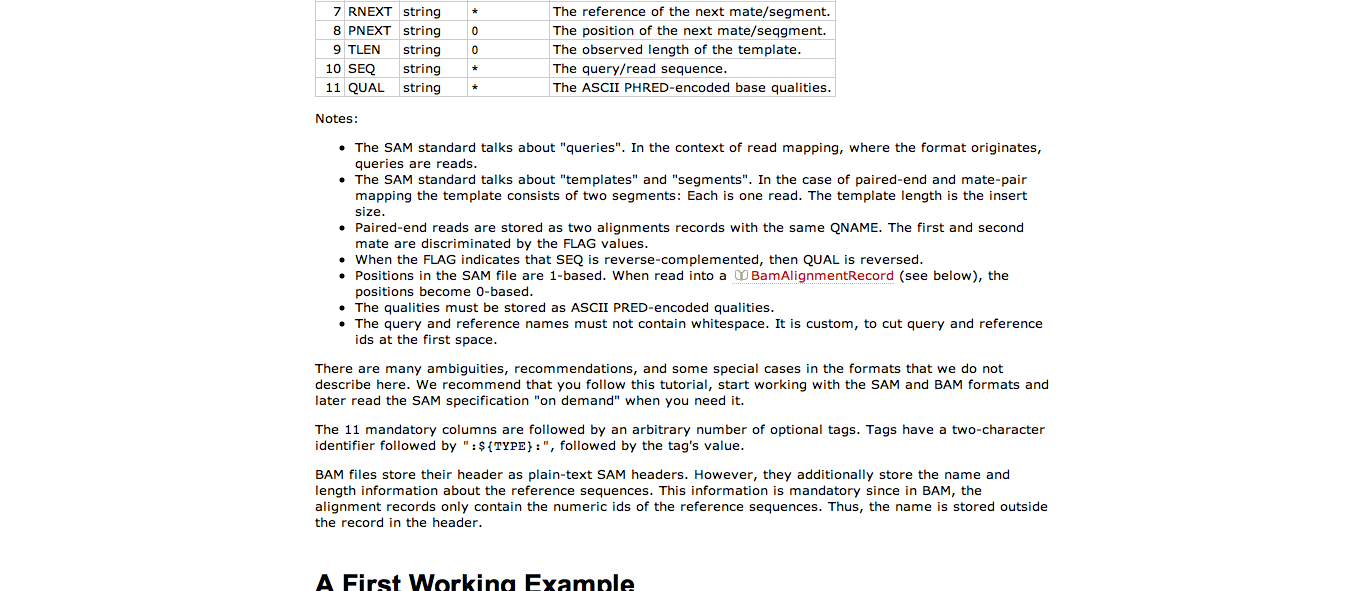 7 RNEXT string * The reference of the next mate/segment.
8 PNEXT string 0 The position of the next mate/seqgment.
9 TLEN string 0 The observed length of the template.
10 SEQ string * The query/read sequence.
11 QUAL string * The ASCII PHRED-encoded base qualities.
Notes:
• The SAM standard talks about "queries". In the context of read mapping, where the format originates,
queries are reads.
• The SAM standard talks about "templates" and "segments". In the case of paired-end and mate-pair
mapping the template consists of two segments: Each is one read. The template length is the insert
size.
• Paired-end reads are stored as two alignments records with the same QNAME. The first and second
mate are discriminated by the FLAG values.
• When the FLAG indicates that SEQ is reverse-complemented, then QUAL is reversed.
• Positions in the SAM file are 1-based. When read into a BamAlignmentRecord (see below), the
positions become 0-based.
• The qualities must be stored as ASCII PRED-encoded qualities.
• The query and reference names must not contain whitespace. It is custom, to cut query and reference
ids at the first space.
There are many ambiguities, recommendations, and some special cases in the formats that we do not
describe here. We recommend that you follow this tutorial, start working with the SAM and BAM formats and
later read the SAM specification "on demand" when you need it.
The 11 mandatory columns are followed by an arbitrary number of optional tags. Tags have a two-character
identifier followed by ":${TYPE}:", followed by the tag's value.
BAM files store their header as plain-text SAM headers. However, they additionally store the name and
length information about the reference sequences. This information is mandatory since in BAM, the
alignment records only contain the numeric ids of the reference sequences. Thus, the name is stored outside
the record in the header.
A First Working Example